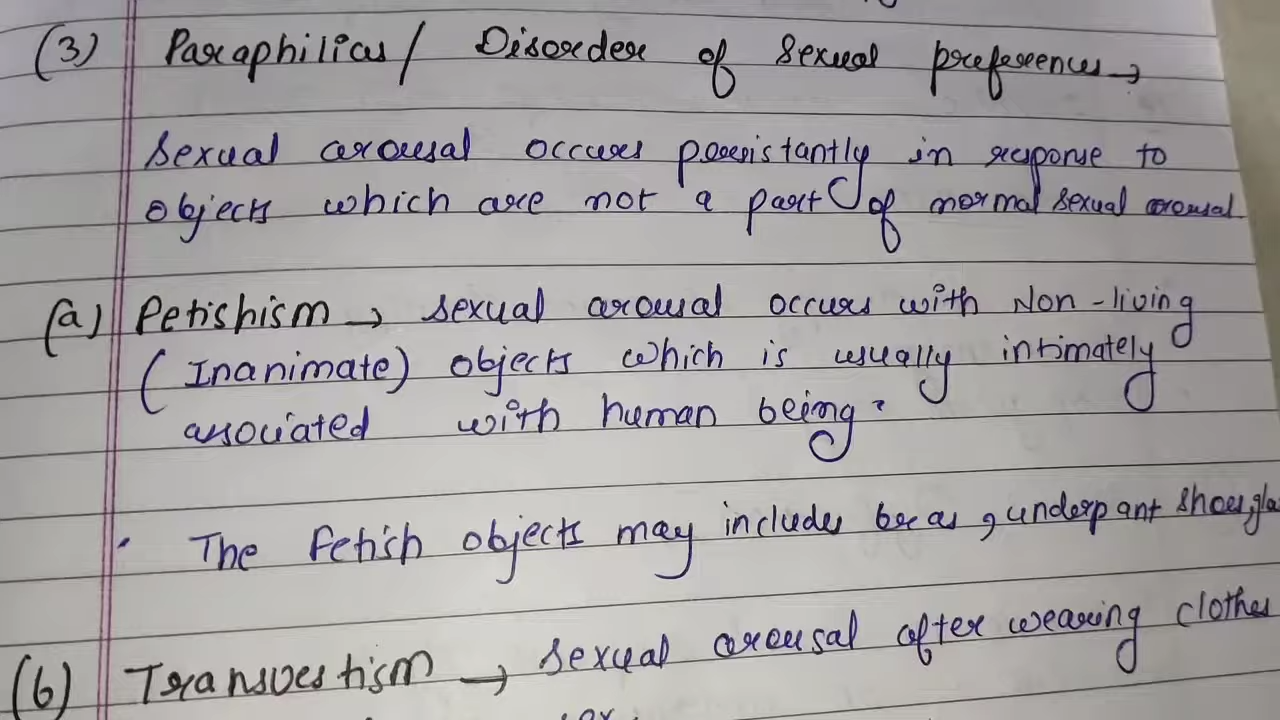 (3) Paraphilias / Disorder of sexual preferences →
sexual arousal occurs persistantly in response to
objects which are not a part of normal sexual arousal
(a) Fetishism → sexual arousal occurs with Non-living
(Inanimate) objects which is usually intimately
associated with human being.
• The fetish objects may includes bras, underpant shoes, gla
(b) Transvestism → sexual arousal after wearing clothes